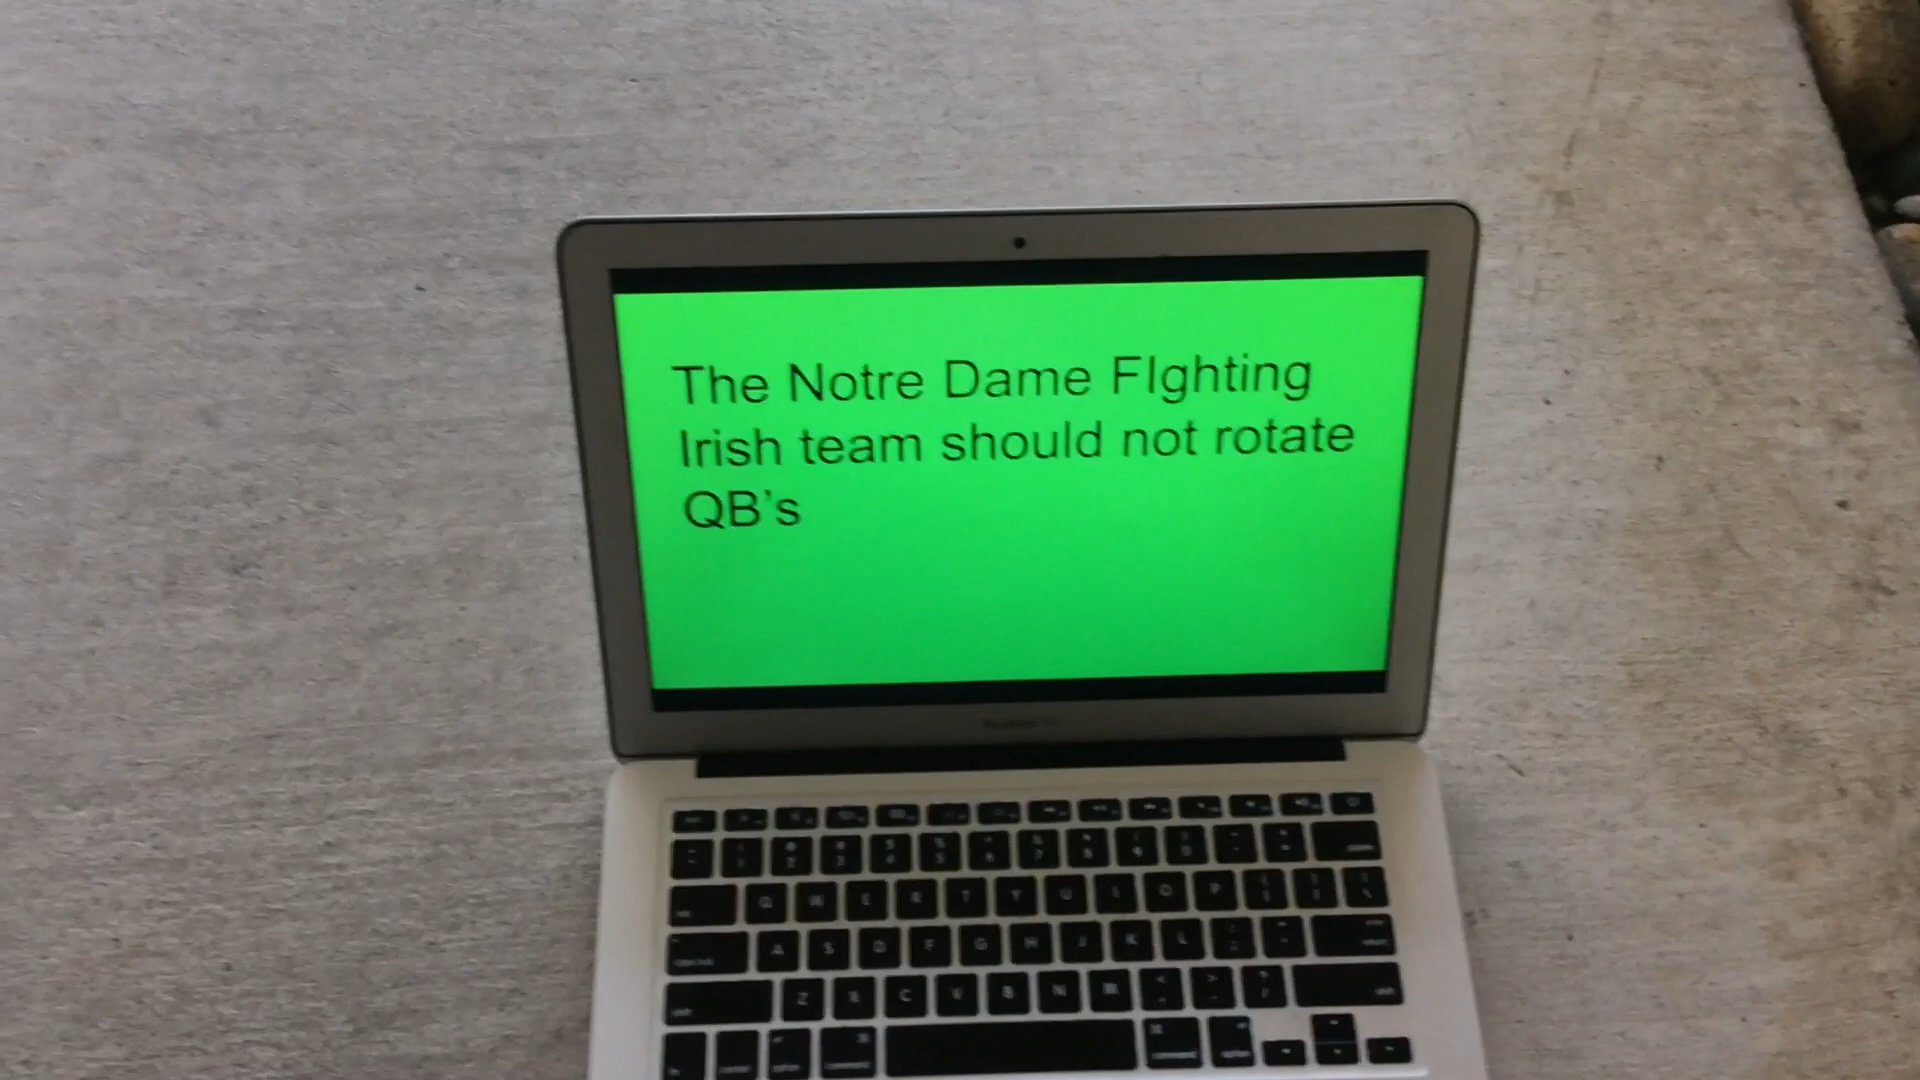 The Notre Dame FIghting
Irish team should not rotate
QB's
Q W E R T Y U I O P
A S D F G H J K L
Z X C V B N M